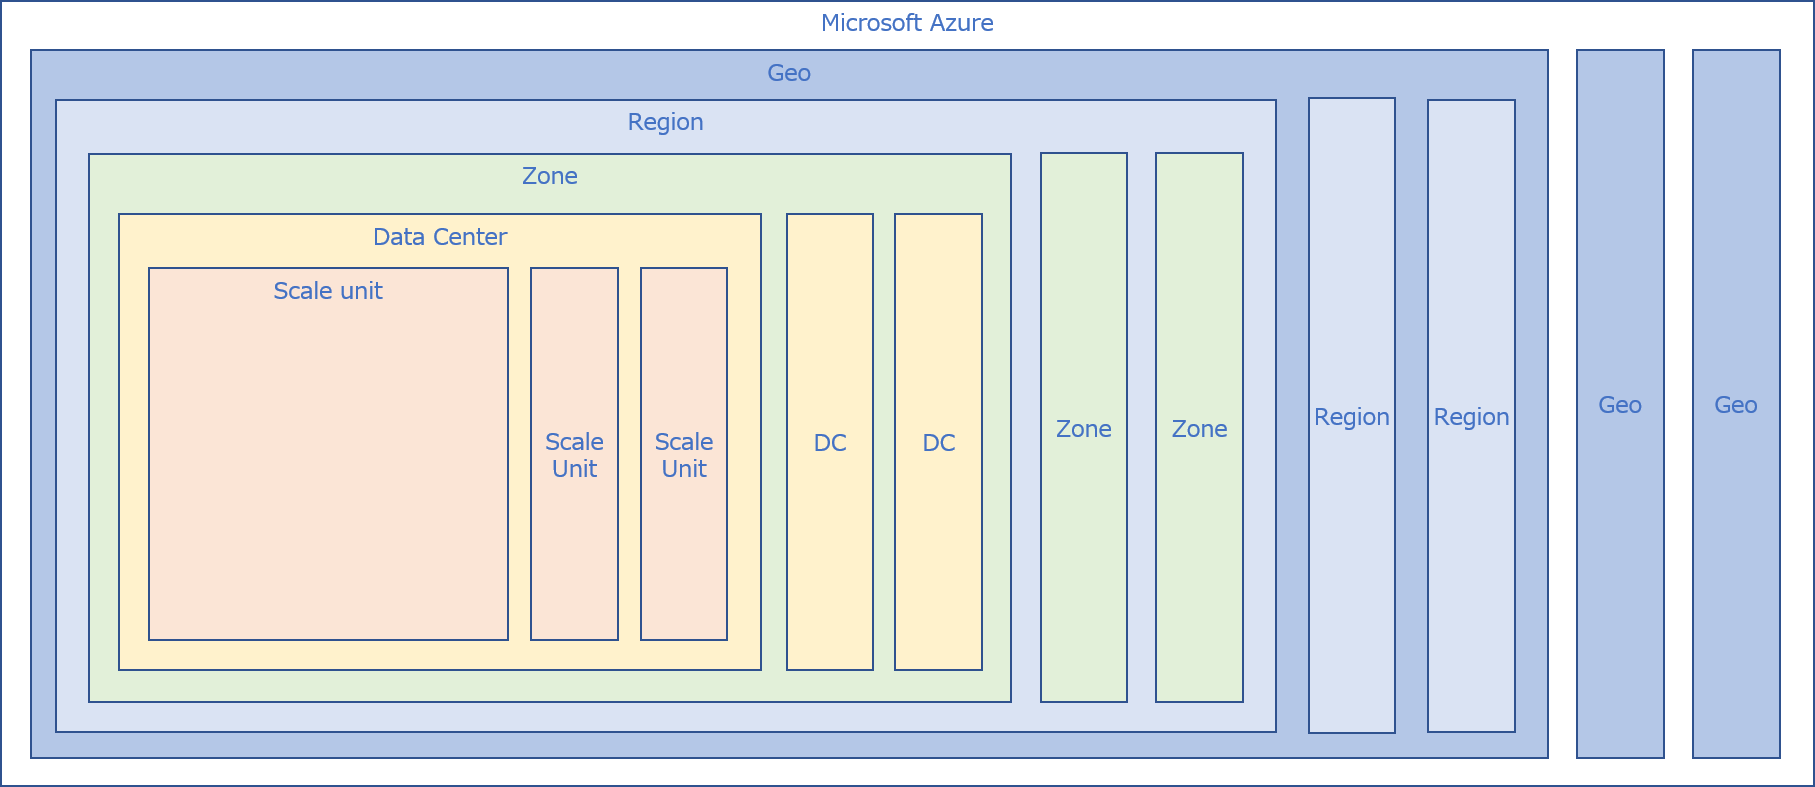 Microsoft Azure
Geo
Region
Zone
Data Center
Scale unit
Scale
Unit
Scale
Unit
DC
DC
Zone
Zone
Region
Region
Geo
Geo